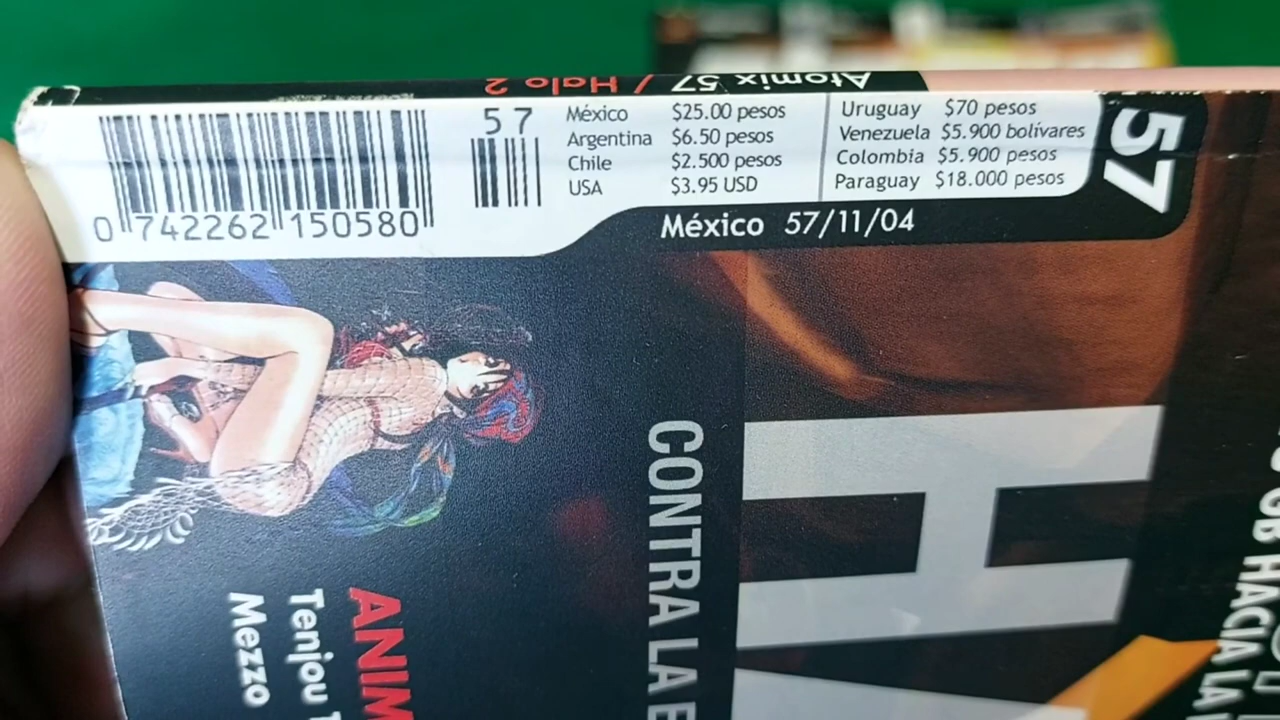 Atomix 57 / Halo 2
57
México $25.00 pesos
Argentina $6.50 pesos
Chile $2.500 pesos
USA $3.95 USD
Uruguay $70 pesos
Venezuela $5.900 bolívares
Colombia $5.900 pesos
Paraguay $18.000 pesos
0 742262 150580
México 57/11/04
57
CONTRA LA
H
HACIA LA
ANIM
Tenjou
Mezzo